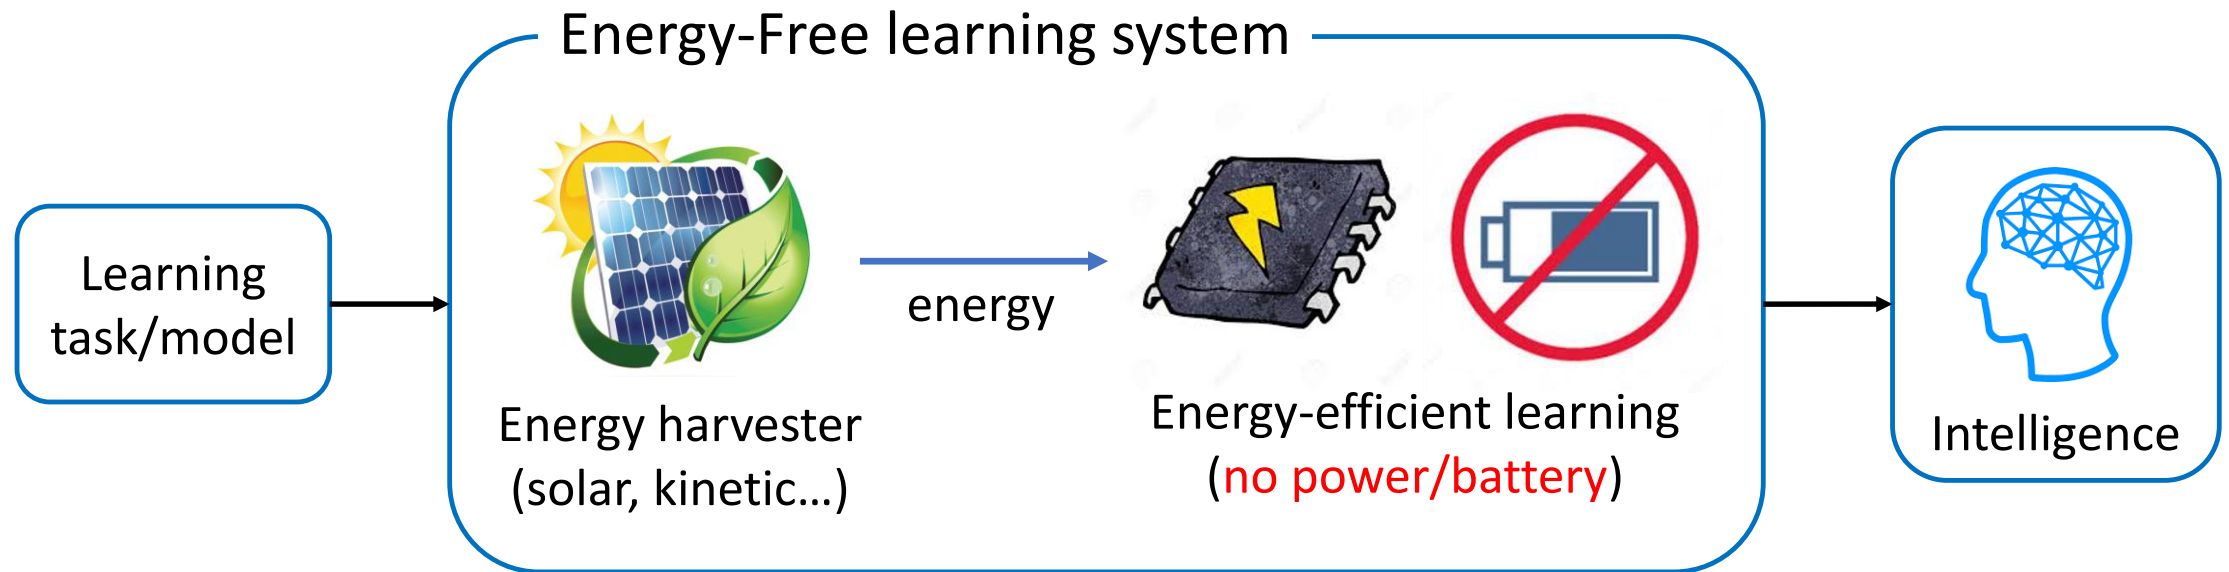 Energy-Free learning system
Learning
task/model
energy
Energy harvester
(solar, kinetic...)
Energy-efficient learning
(no power/battery)
Intelligence